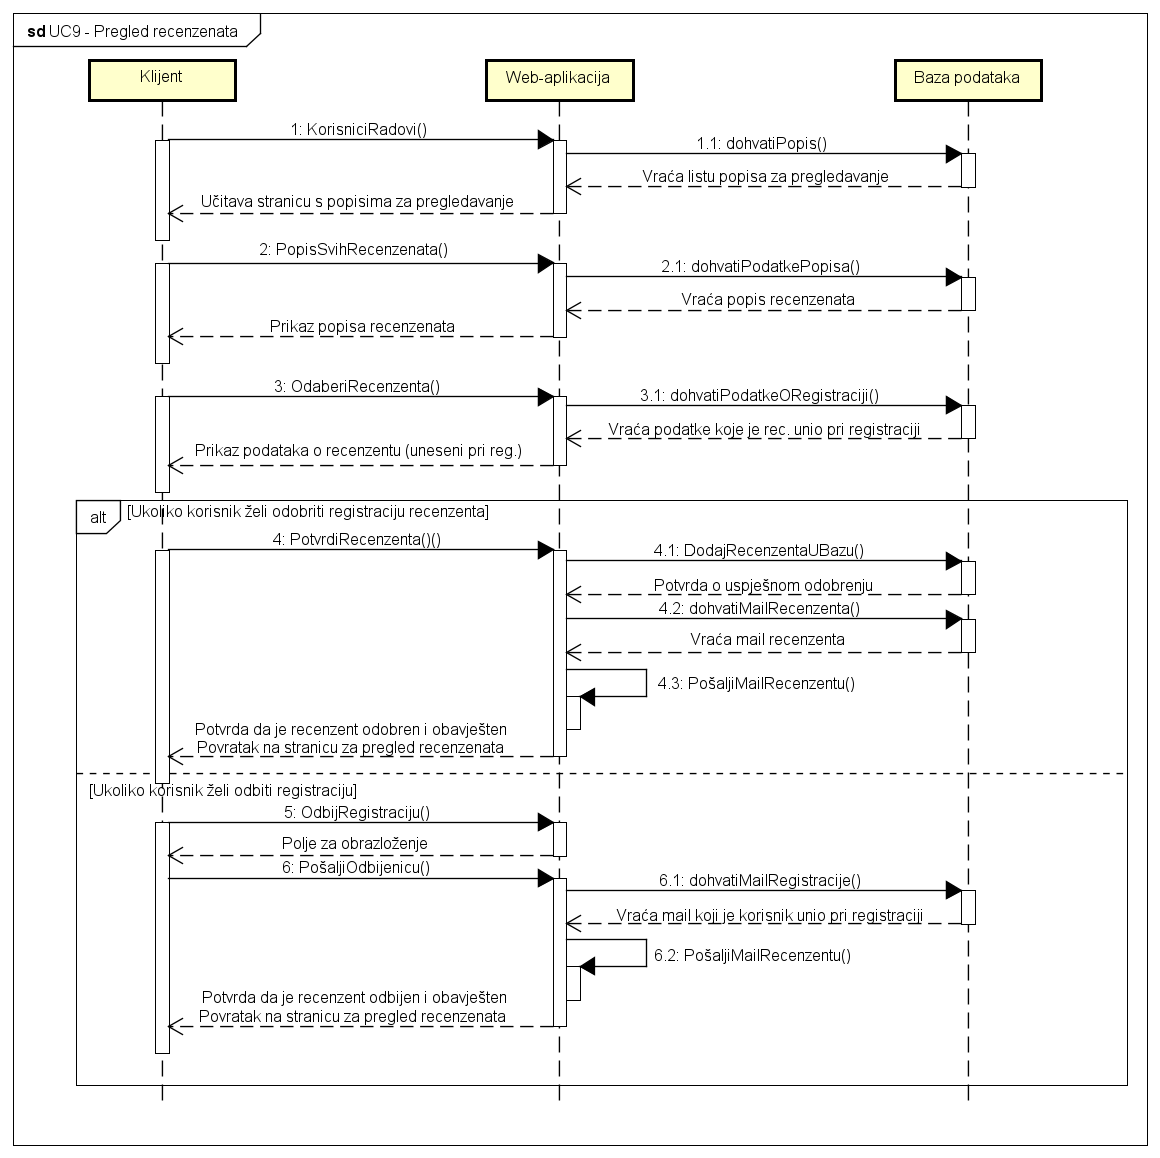 sd UC9 - Pregled recenzenata
Klijent
Web-aplikacija
Baza podataka
1: KorisniciRadovi()
1.1: dohvatiPopis()
Vraća listu popisa za pregledavanje
Učitava stranicu s popisima za pregledavanje
2: PopisSvihRecenzenata()
2.1: dohvatiPodatkePopisa()
Vraća popis recenzenata
Prikaz popisa recenzenata
3: OdaberiRecenzenta()
3.1: dohvatiPodatkeORegistraciji()
Vraća podatke koje je rec. unio pri registraciji
Prikaz podataka o recenzentu (uneseni pri reg.)
alt
[Ukoliko korisnik želi odobriti registraciju recenzenta]
4: PotvrdiRecenzenta()()
4.1: DodajRecenzentaUBazu()
Potvrda o uspješnom odobrenju
4.2: dohvatiMailRecenzenta()
Vraća mail recenzenta
4.3: PošaljiMailRecenzentu()
Potvrda da je recenzent odobren i obavješten
Povratak na stranicu za pregled recenzenata
[Ukoliko korisnik želi odbiti registraciju]
5: OdbijRegistraciju()
Polje za obrazloženje
6: PošaljiOdbijenicu()
6.1: dohvatiMailRegistracije()
Vraća mail koji je korisnik unio pri registraciji
6.2: PošaljiMailRecenzentu()
Potvrda da je recenzent odbijen i obavješten
Povratak na stranicu za pregled recenzenata